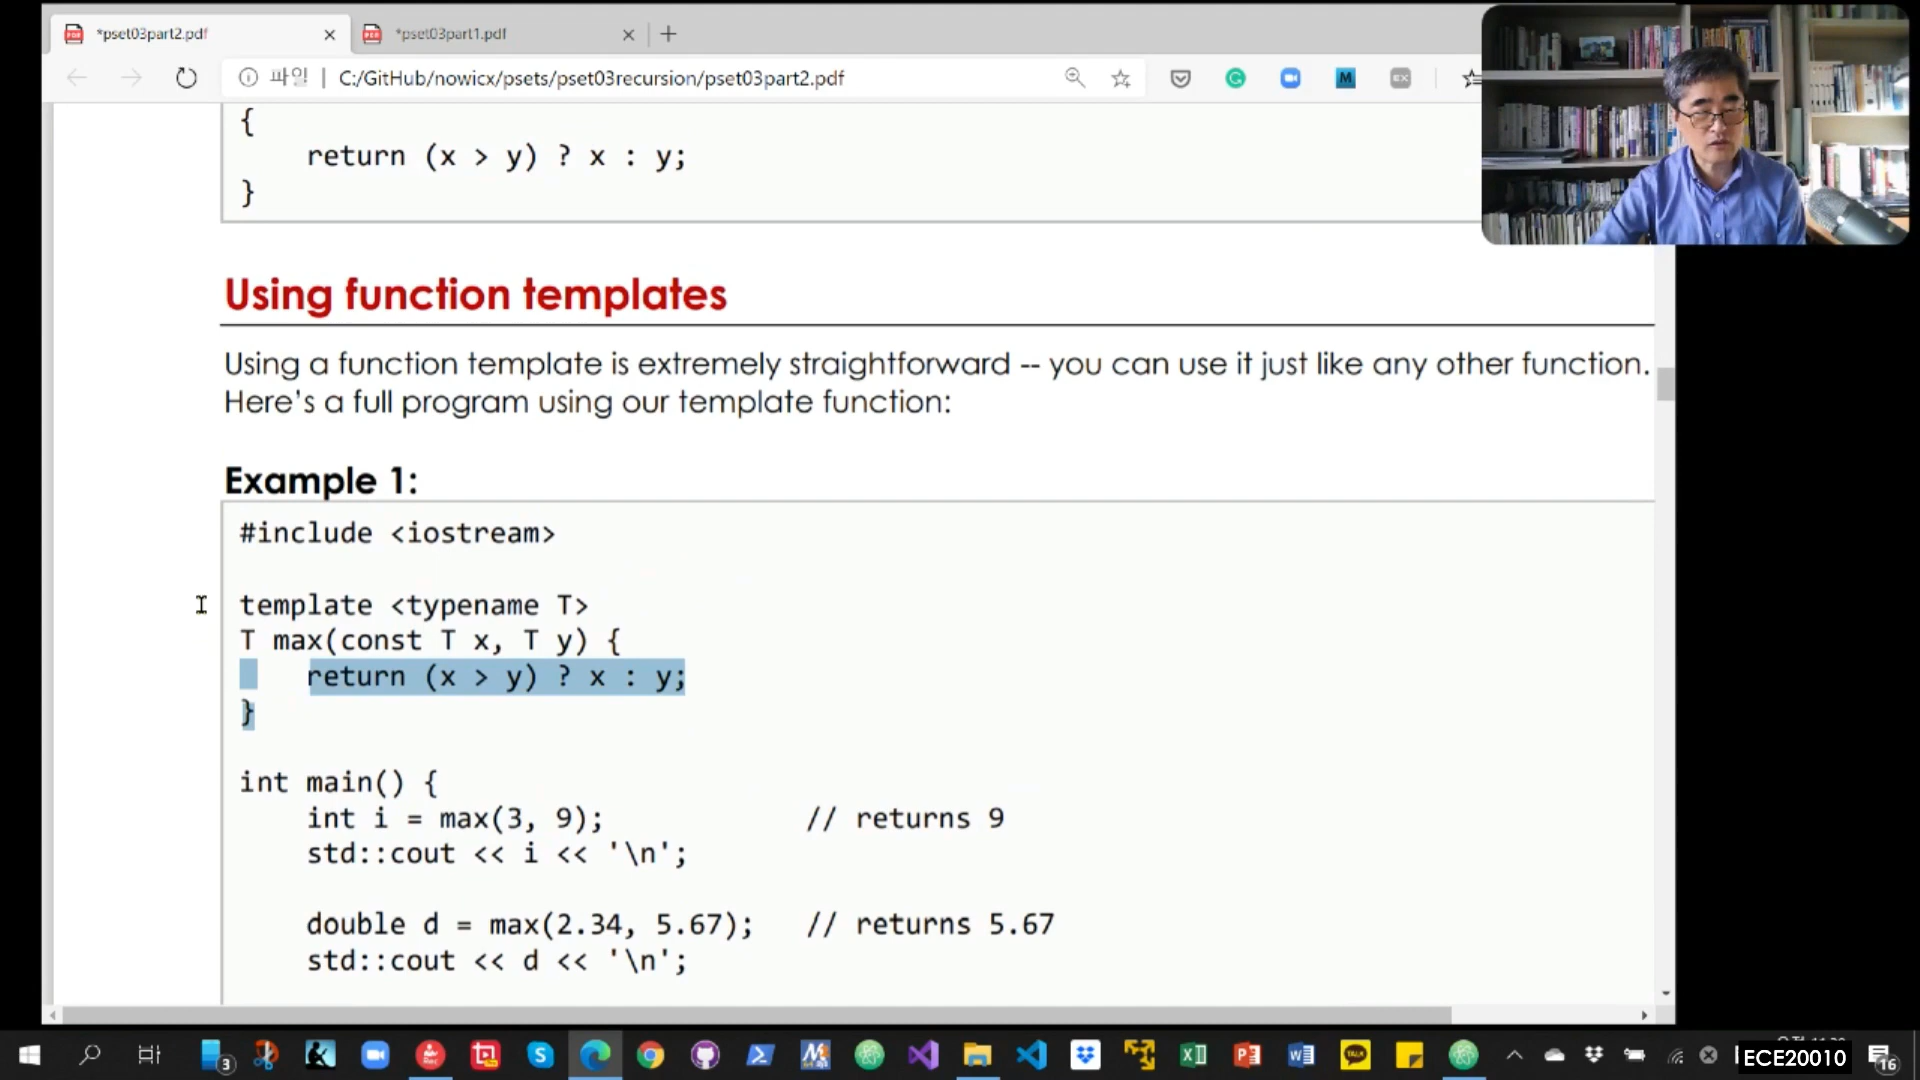 *pset03part2.pdf
*pset03part1.pdf
파일 | C:/GitHub/nowicx/psets/pset03recursion/pset03part2.pdf
{
return (x > y) ? x : y;
}
Using function templates
Using a function template is extremely straightforward -- you can use it just like any other function.
Here's a full program using our template function:
Example 1:
#include <iostream>
template <typename T>
T max(const T x, T y) {
return (x > y) ? x : y;
}
int main() {
int i = max(3, 9); // returns 9
std::cout << i << '\n';
double d = max(2.34, 5.67); // returns 5.67
std::cout << d << '\n';
ECE20010